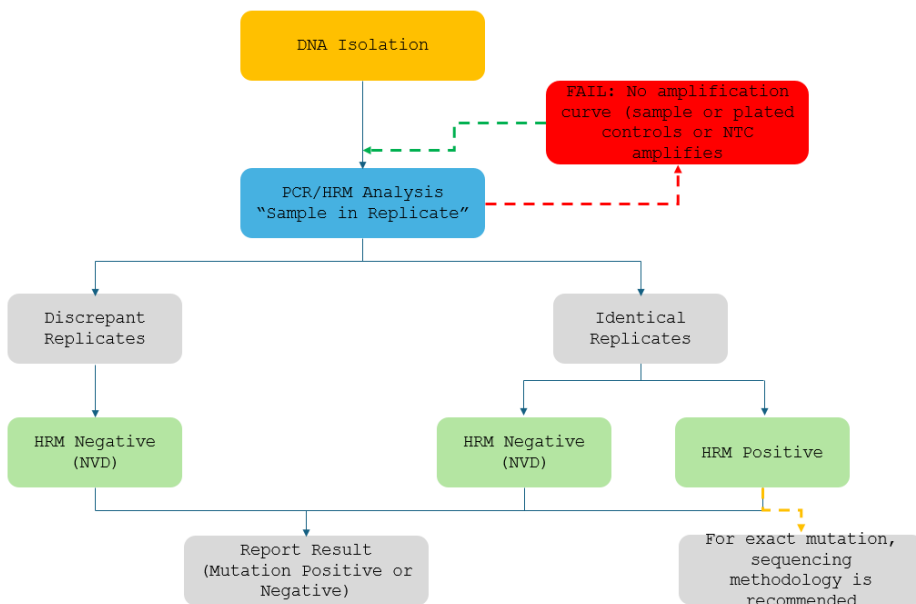 DNA Isolation
FAIL: No amplification
curve (sample or plated
controls or NTC
amplifies
PCR/HRM Analysis
“Sample in Replicate”
Discrepant
Replicates
Identical
Replicates
HRM Negative
(NVD)
HRM Negative
(NVD)
HRM Positive
Report Result
(Mutation Positive or
Negative)
For exact mutation,
sequencing
methodology is
recommended